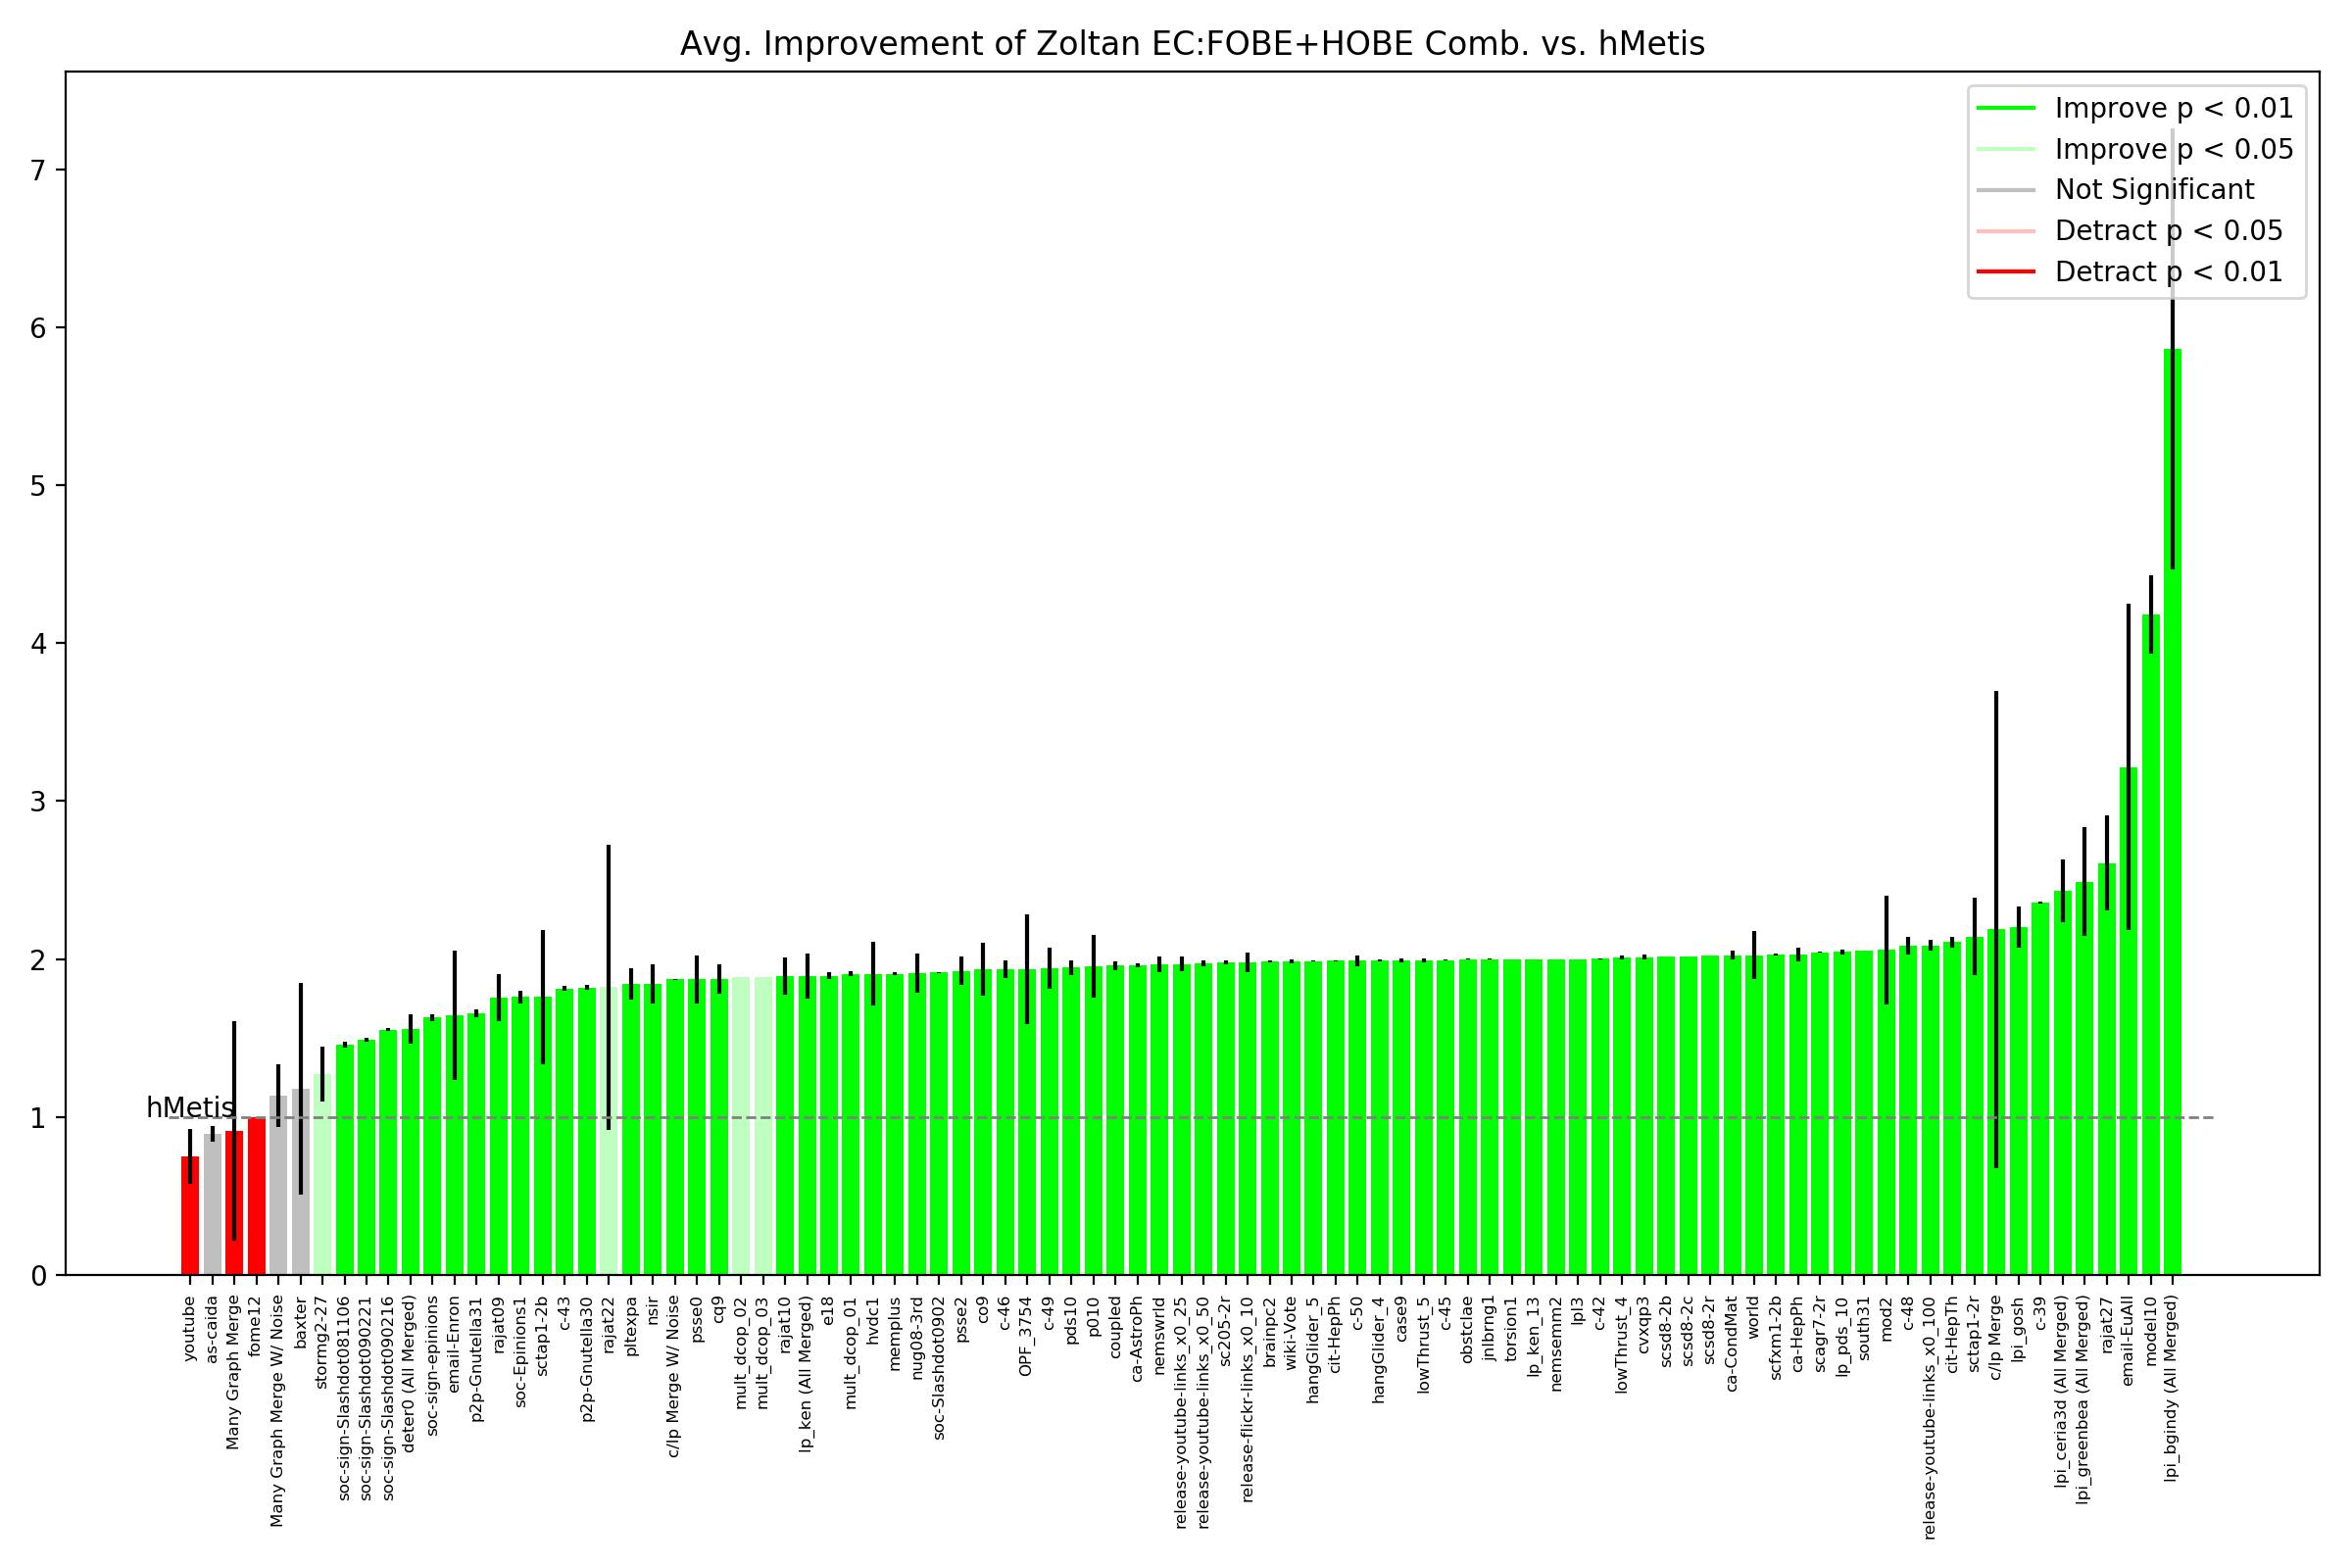 Avg. Improvement of Zoltan EC:FOBE+HOBE Comb. vs. hMetis
Improve p < 0.01
Improve p < 0.05
Not Significant
Detract p < 0.05
Detract p < 0.01
7
6
5
4
3
2
1
0
hMetis
youtube
as-caida
Many Graph Merge
fome12
Many Graph Merge W/ Noise
baxter
stormg2-27
soc-sign-Slashdot081106
soc-sign-Slashdot090221
soc-sign-Slashdot090216
deter0 (All Merged)
soc-sign-epinions
email-Enron
p2p-Gnutella31
rajat09
soc-Epinions1
sctap1-2b
c-43
p2p-Gnutella30
rajat22
pltexpa
nsir
c/lp Merge W/ Noise
psse0
cq9
mult_dcop_02
mult_dcop_03
rajat10
lp_ken (All Merged)
e18
mult_dcop_01
hvdc1
memplus
nug08-3rd
soc-Slashdot0902
psse2
co9
c-46
OPF_3754
c-49
pds10
p010
coupled
ca-AstroPh
nemswrld
release-youtube-links_x0_25
release-youtube-links_x0_50
sc205-2r
release-flickr-links_x0_10
brainpc2
wiki-Vote
hangGlider_5
cit-HepPh
c-50
hangGlider_4
case9
lowThrust_5
c-45
obstclae
jnlbrng1
torsion1
lp_ken_13
nemsemm2
lpl3
c-42
lowThrust_4
cvxqp3
scsd8-2b
scsd8-2c
scsd8-2r
ca-CondMat
world
scfxm1-2b
ca-HepPh
scagr7-2r
lp_pds_10
south31
mod2
c-48
release-youtube-links_x0_100
cit-HepTh
sctap1-2r
c/lp Merge
lpi_gosh
c-39
lpi_ceria3d (All Merged)
lpi_greenbea (All Merged)
rajat27
email-EuAll
model10
lpi_bgindy (All Merged)